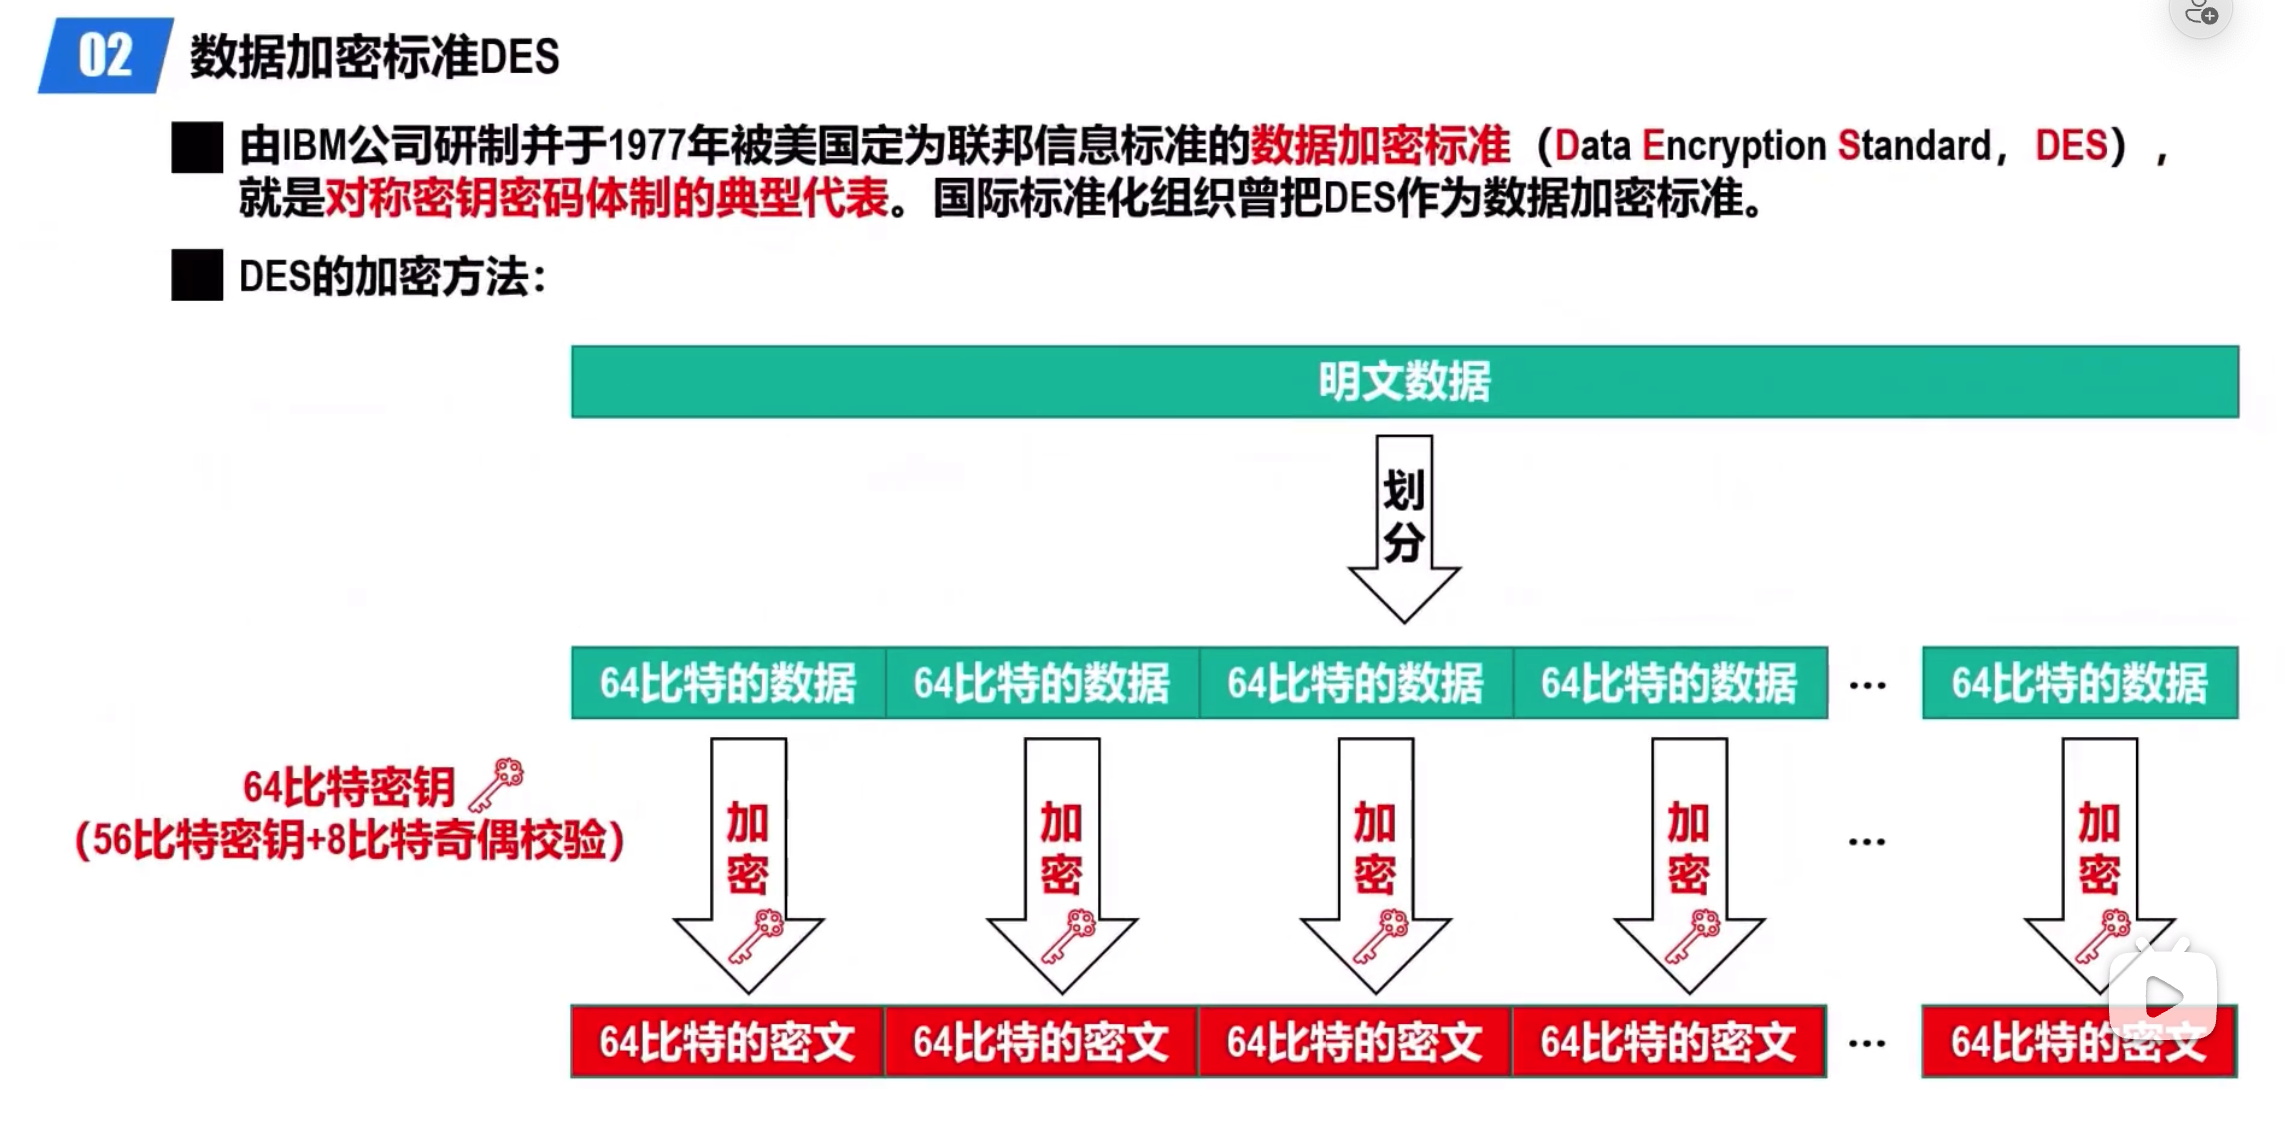 02 数据加密标准DES
由IBM公司研制并于1977年被美国定为联邦信息标准的数据加密标准（Data Encryption Standard，DES），
就是对称密钥密码体制的典型代表。国际标准化组织曾把DES作为数据加密标准。
DES的加密方法：
明文数据
划
分
64比特的数据 64比特的数据 64比特的数据 64比特的数据 … 64比特的数据
64比特密钥
（56比特密钥+8比特奇偶校验）
加 加 加 加 … 加
密 密 密 密 密
64比特的密文 64比特的密文 64比特的密文 64比特的密文 … 64比特的密文